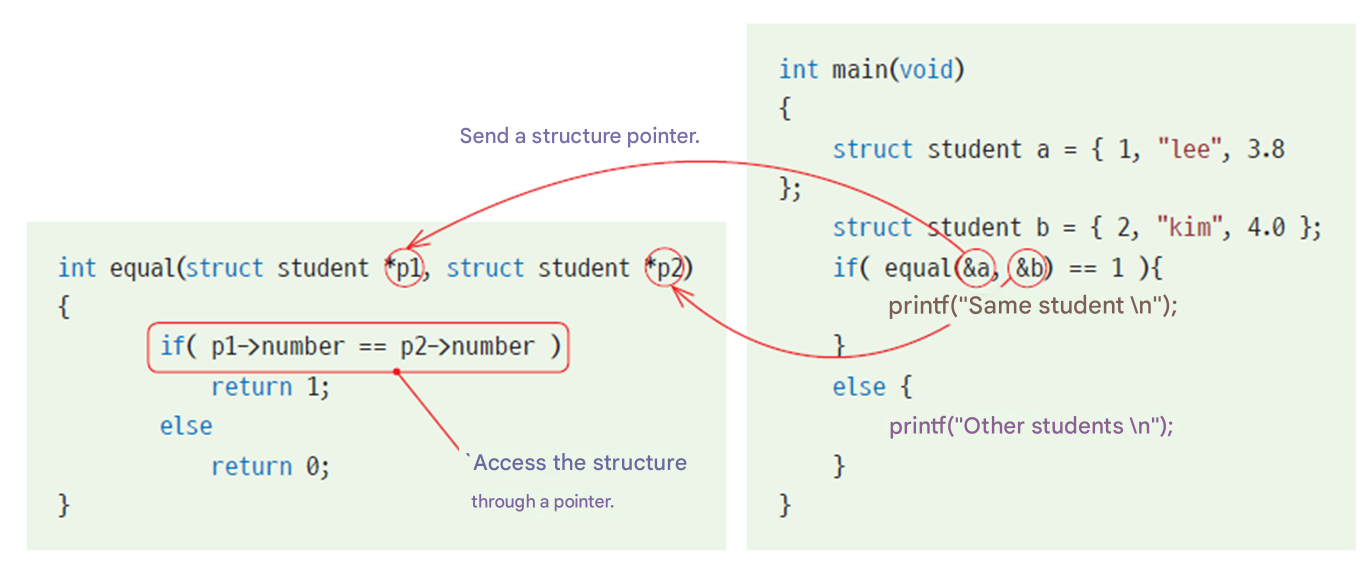 Send a structure pointer.
int equal(struct student *p1, struct student *p2)
{
if( p1->number == p2->number )
return 1;
else
return 0;
}
`Access the structure
through a pointer.
int main(void)
{
struct student a = { 1, "lee", 3.8
};
struct student b = { 2, "kim", 4.0 };
if( equal(&a, &b) == 1 ){
printf("Same student \n");
}
else {
printf("Other students \n");
}
}